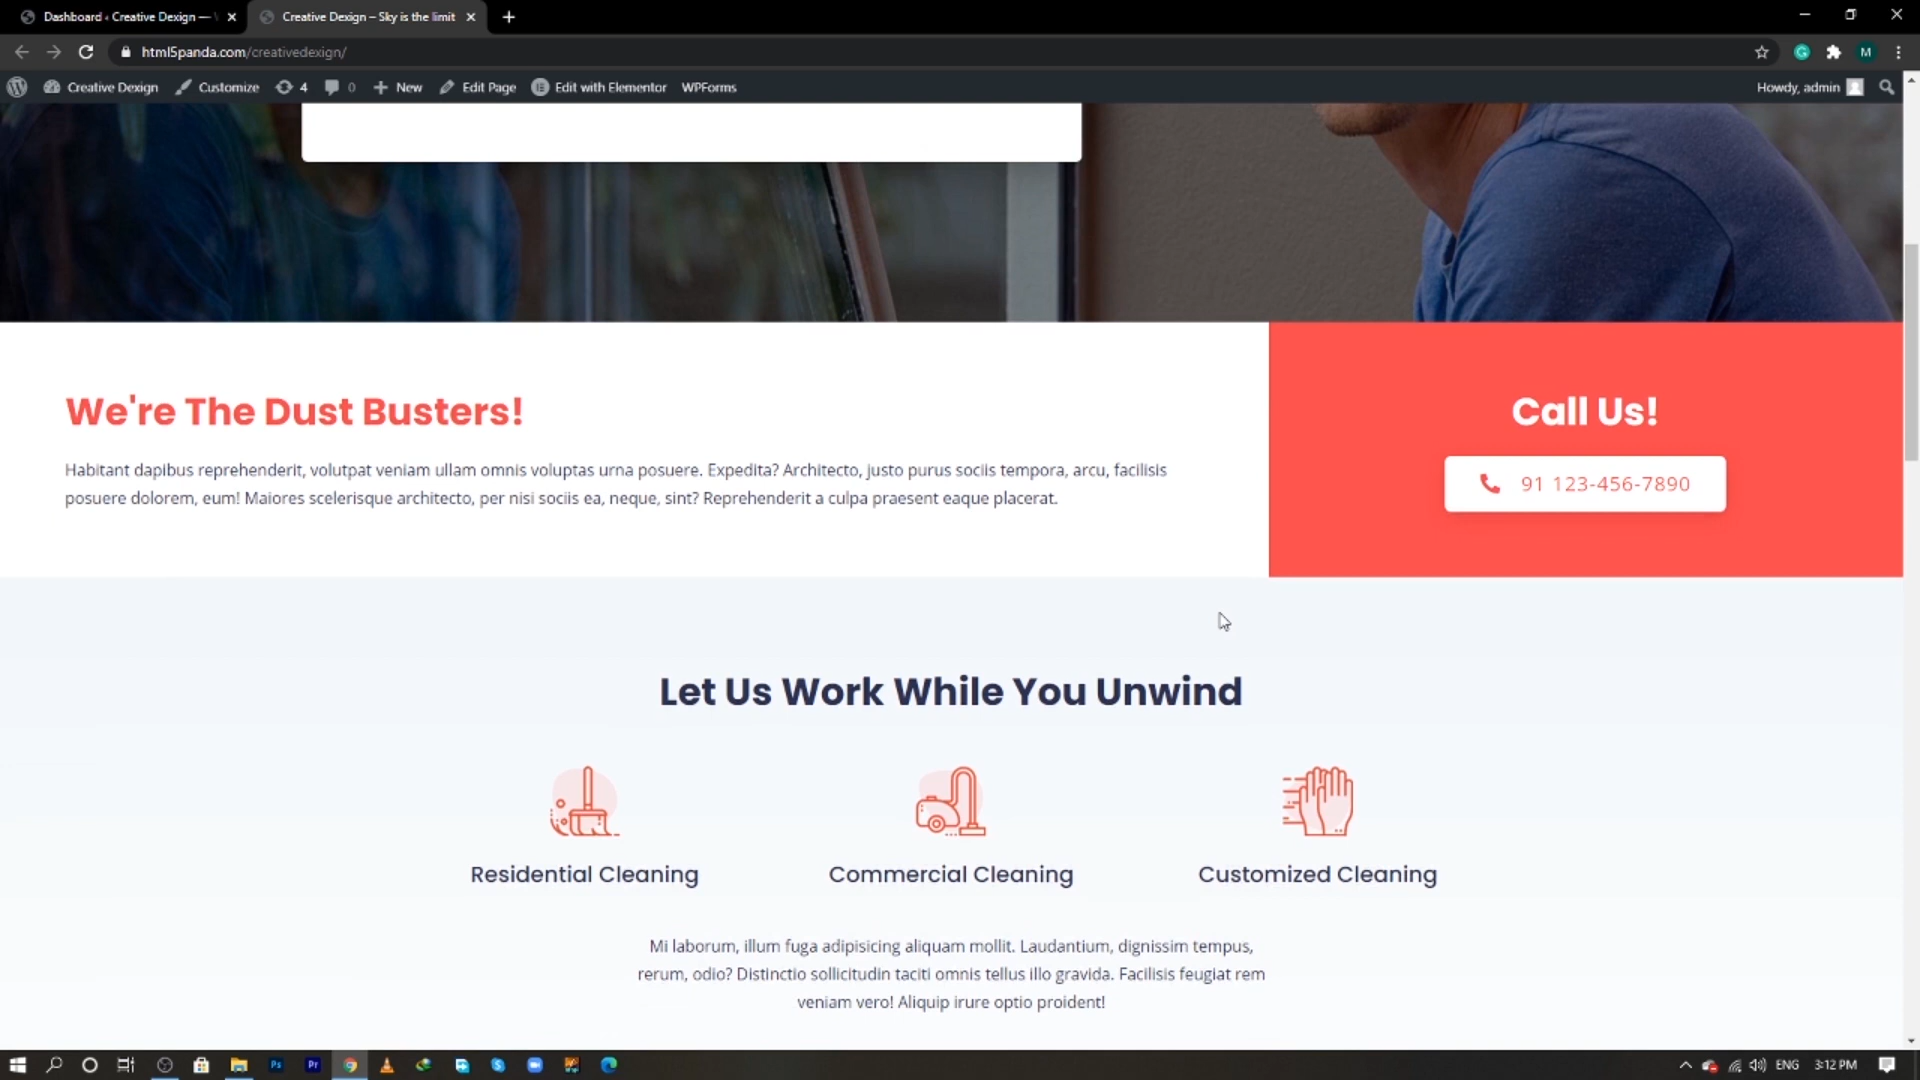 Dashboard ‹ Creative Dexign —
Creative Dexign – Sky is the limit
html5panda.com/creativedexign/
M
Creative Dexign
Customize
4
0
New
Edit Page
Edit with Elementor
WPForms
Howdy, admin
We're The Dust Busters!
Habitant dapibus reprehenderit, volutpat veniam ullam omnis voluptas urna posuere. Expedita? Architecto, justo purus sociis tempora, arcu, facilisis
posuere dolorem, eum! Maiores scelerisque architecto, per nisi sociis ea, neque, sint? Reprehenderit a culpa praesent eaque placerat.
Call Us!
91 123-456-7890
Let Us Work While You Unwind
Residential Cleaning
Commercial Cleaning
Customized Cleaning
Mi laborum, illum fuga adipisicing aliquam mollit. Laudantium, dignissim tempus,
rerum, odio? Distinctio sollicitudin taciti omnis tellus illo gravida. Facilisis feugiat rem
veniam vero! Aliquip irure optio proident!
Ps
Pr
ENG
3:12 PM